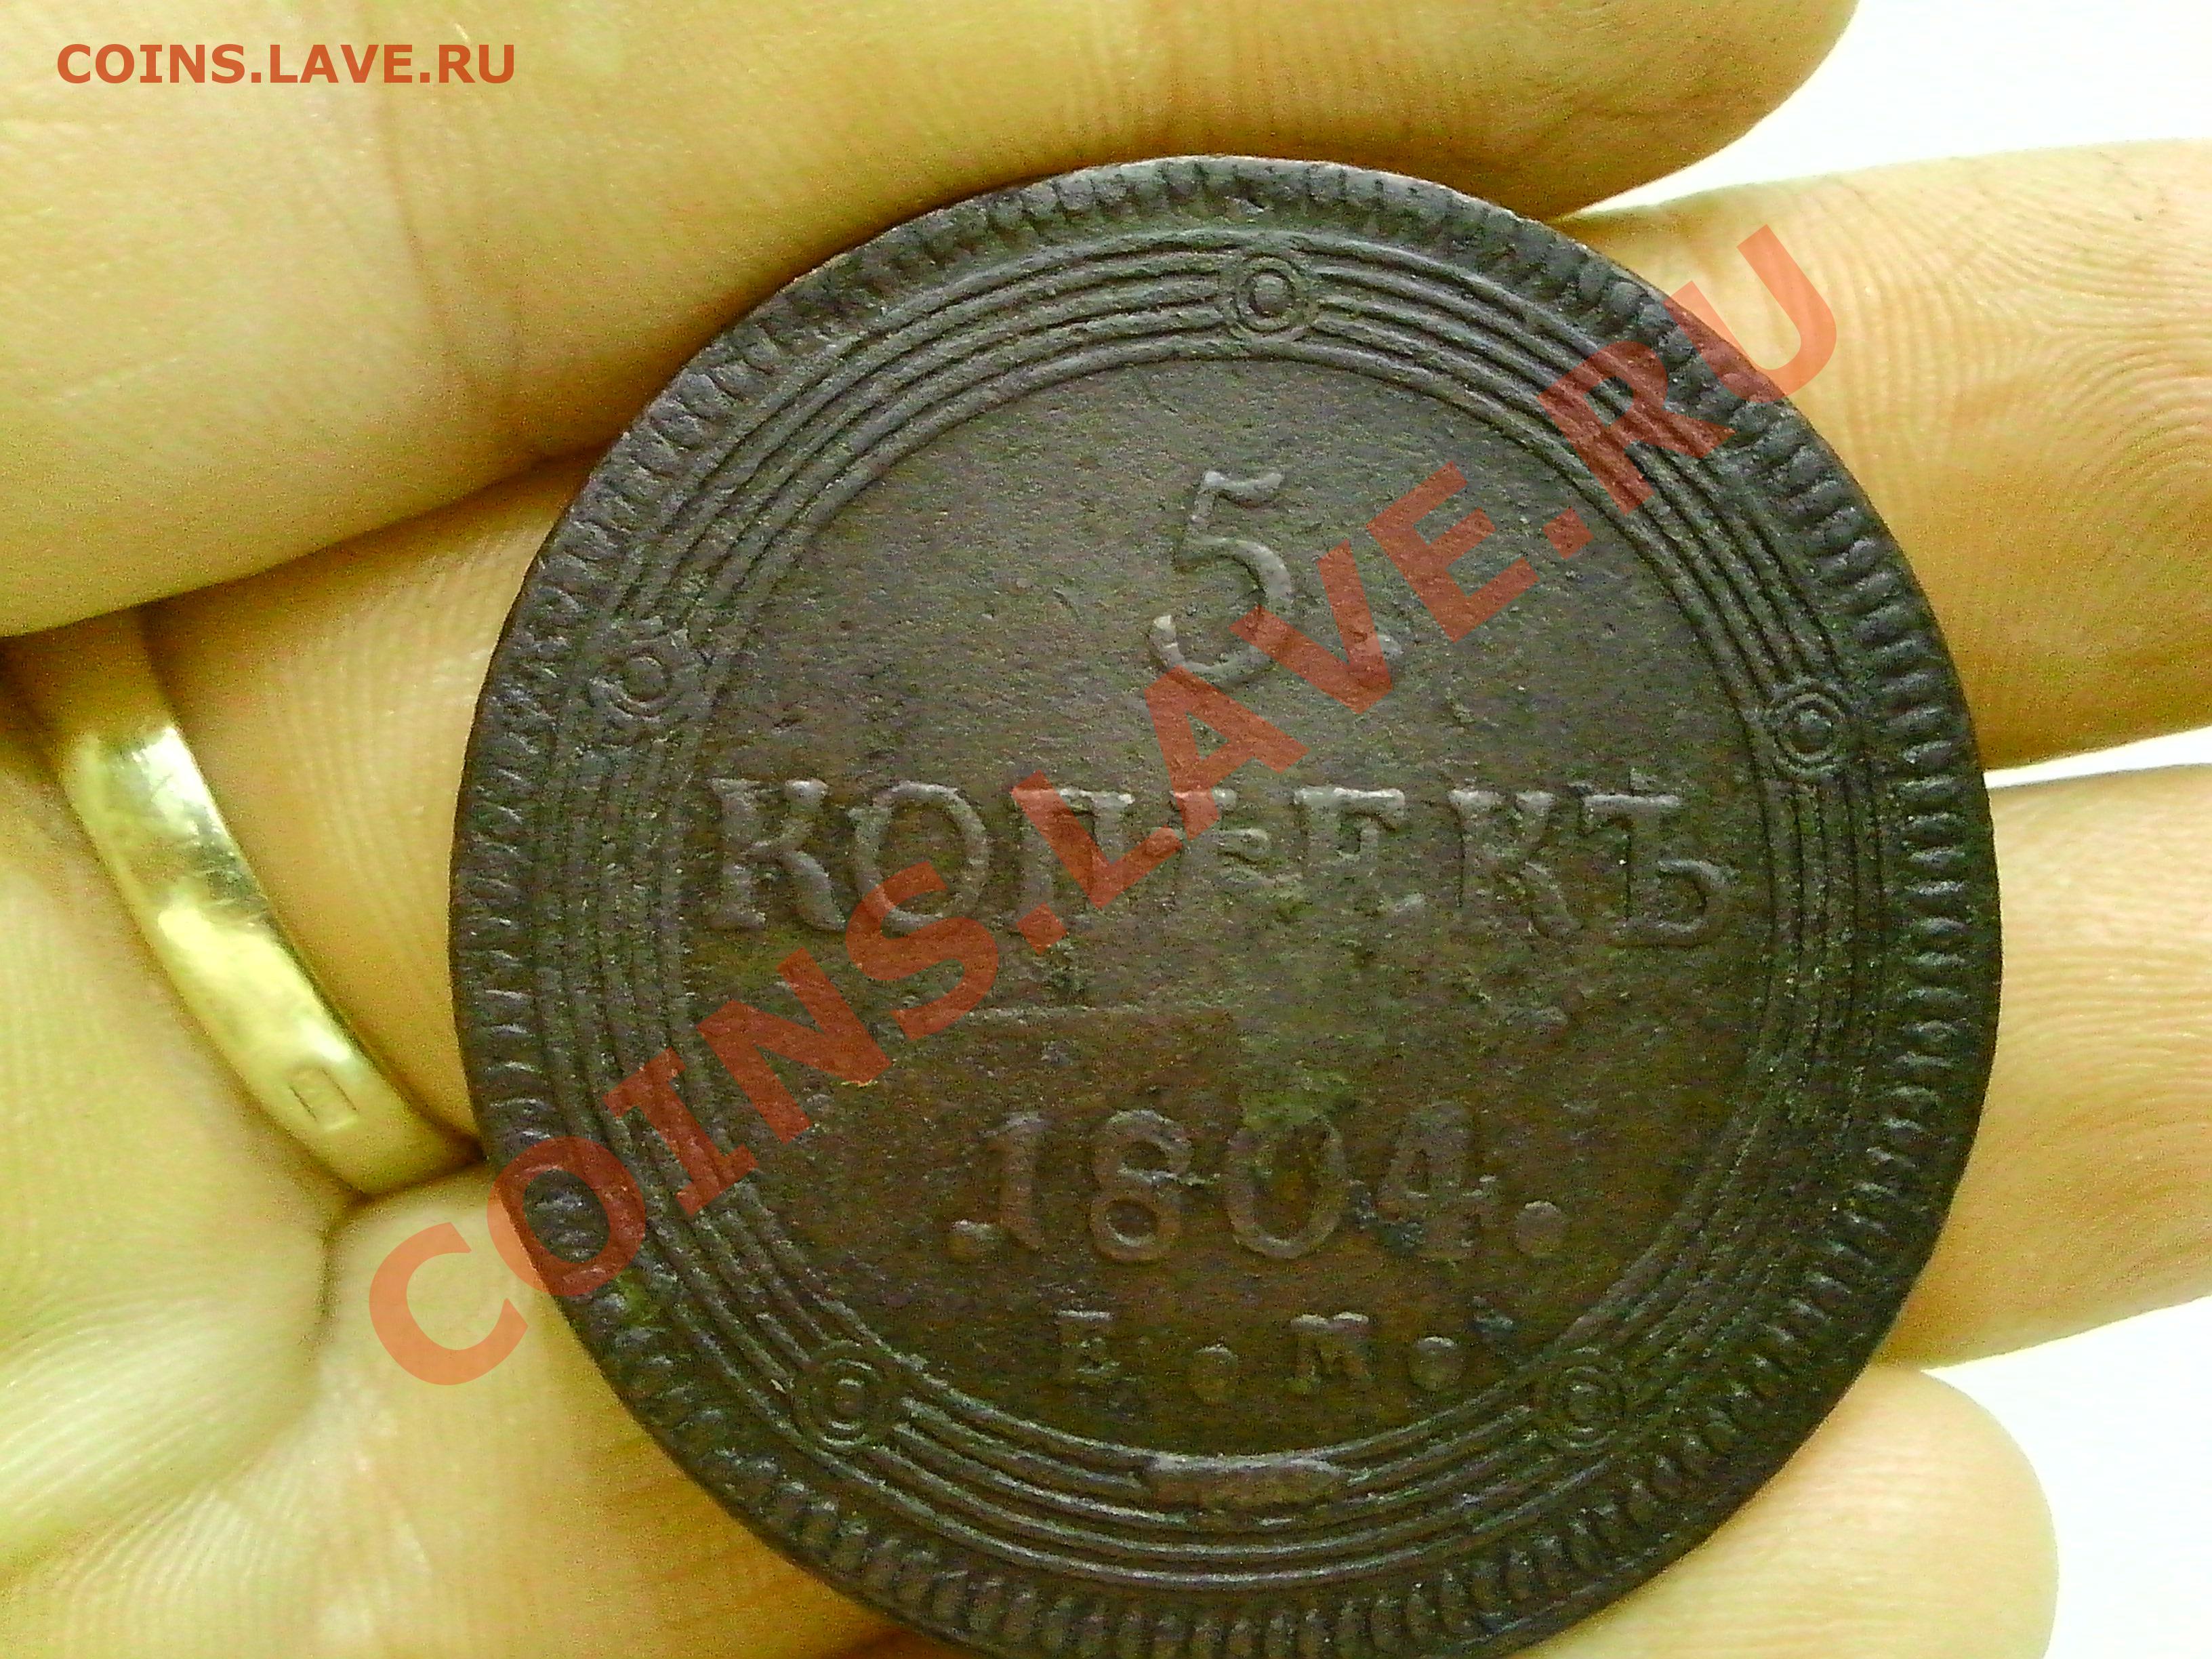 COINS.LAVE.RU
COINS.LAVE.RU
5
КОПѢЕКЪ
.1804.
Е.М.